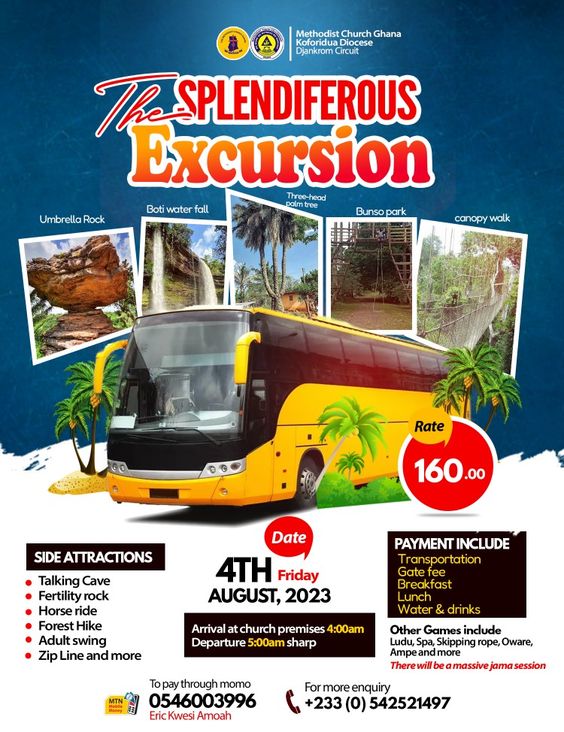 Methodist Church Ghana
Koforidua Diocese
Djankrom Circuit
The SPLENDIFEROUS
Excursion
Umbrella Rock
Boti water fall
Three-head
palm tree
Bunso park
canopy walk
Rate
160.00
SIDE ATTRACTIONS
Talking Cave
Fertility rock
Horse ride
Forest Hike
Adult swing
Zip Line and more
Date
4TH Friday
AUGUST, 2023
Arrival at church premises 4:00am
Departure 5:00am sharp
PAYMENT INCLUDE
Transportation
Gate fee
Breakfast
Lunch
Water & drinks
Other Games include
Ludu, Spa, Skipping rope, Oware,
Ampe and more
There will be a massive jama session
MTN
Mobile
Money
To pay through momo
0546003996
Eric Kwesi Amoah
For more enquiry
+233 (0) 542521497